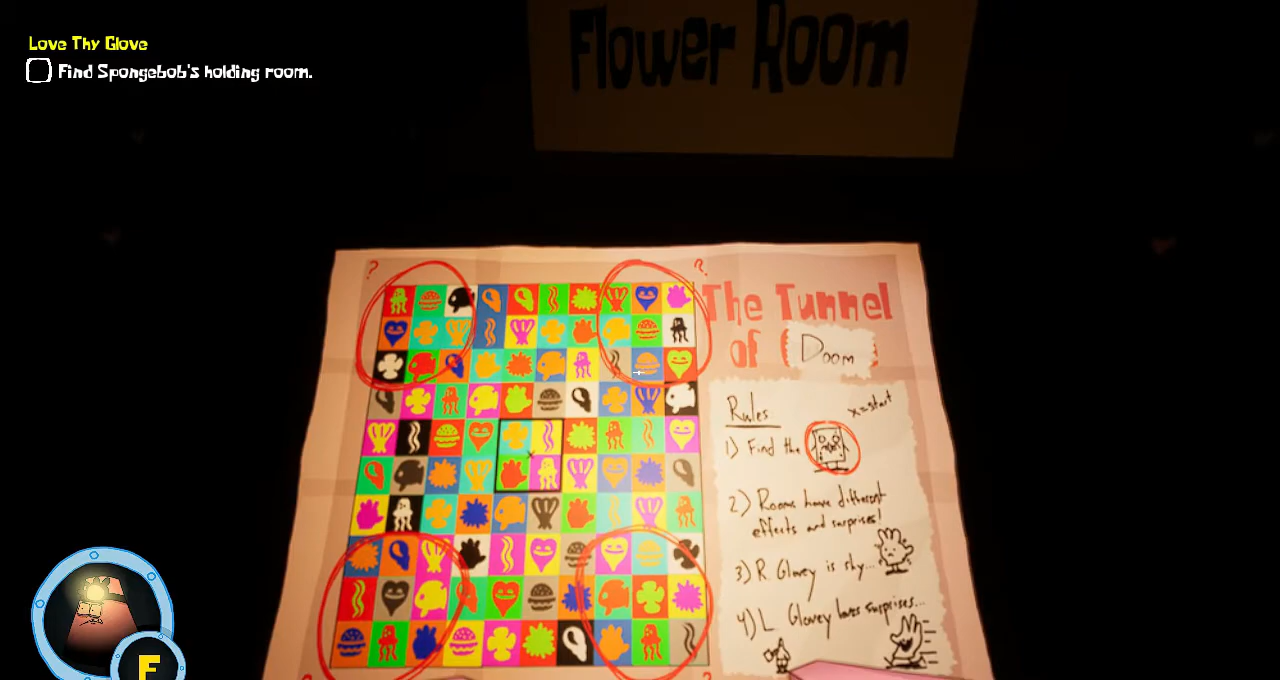 Love Thy Glove
Find Spongebob's holding room.
Flower Room
? ?
The Tunnel
of Doom
Rules
x=start
1) Find the
2) Rooms have different
effects and surprises!
3) R. Glovey is shy...
4) L Glovey loves surprises...
x
F